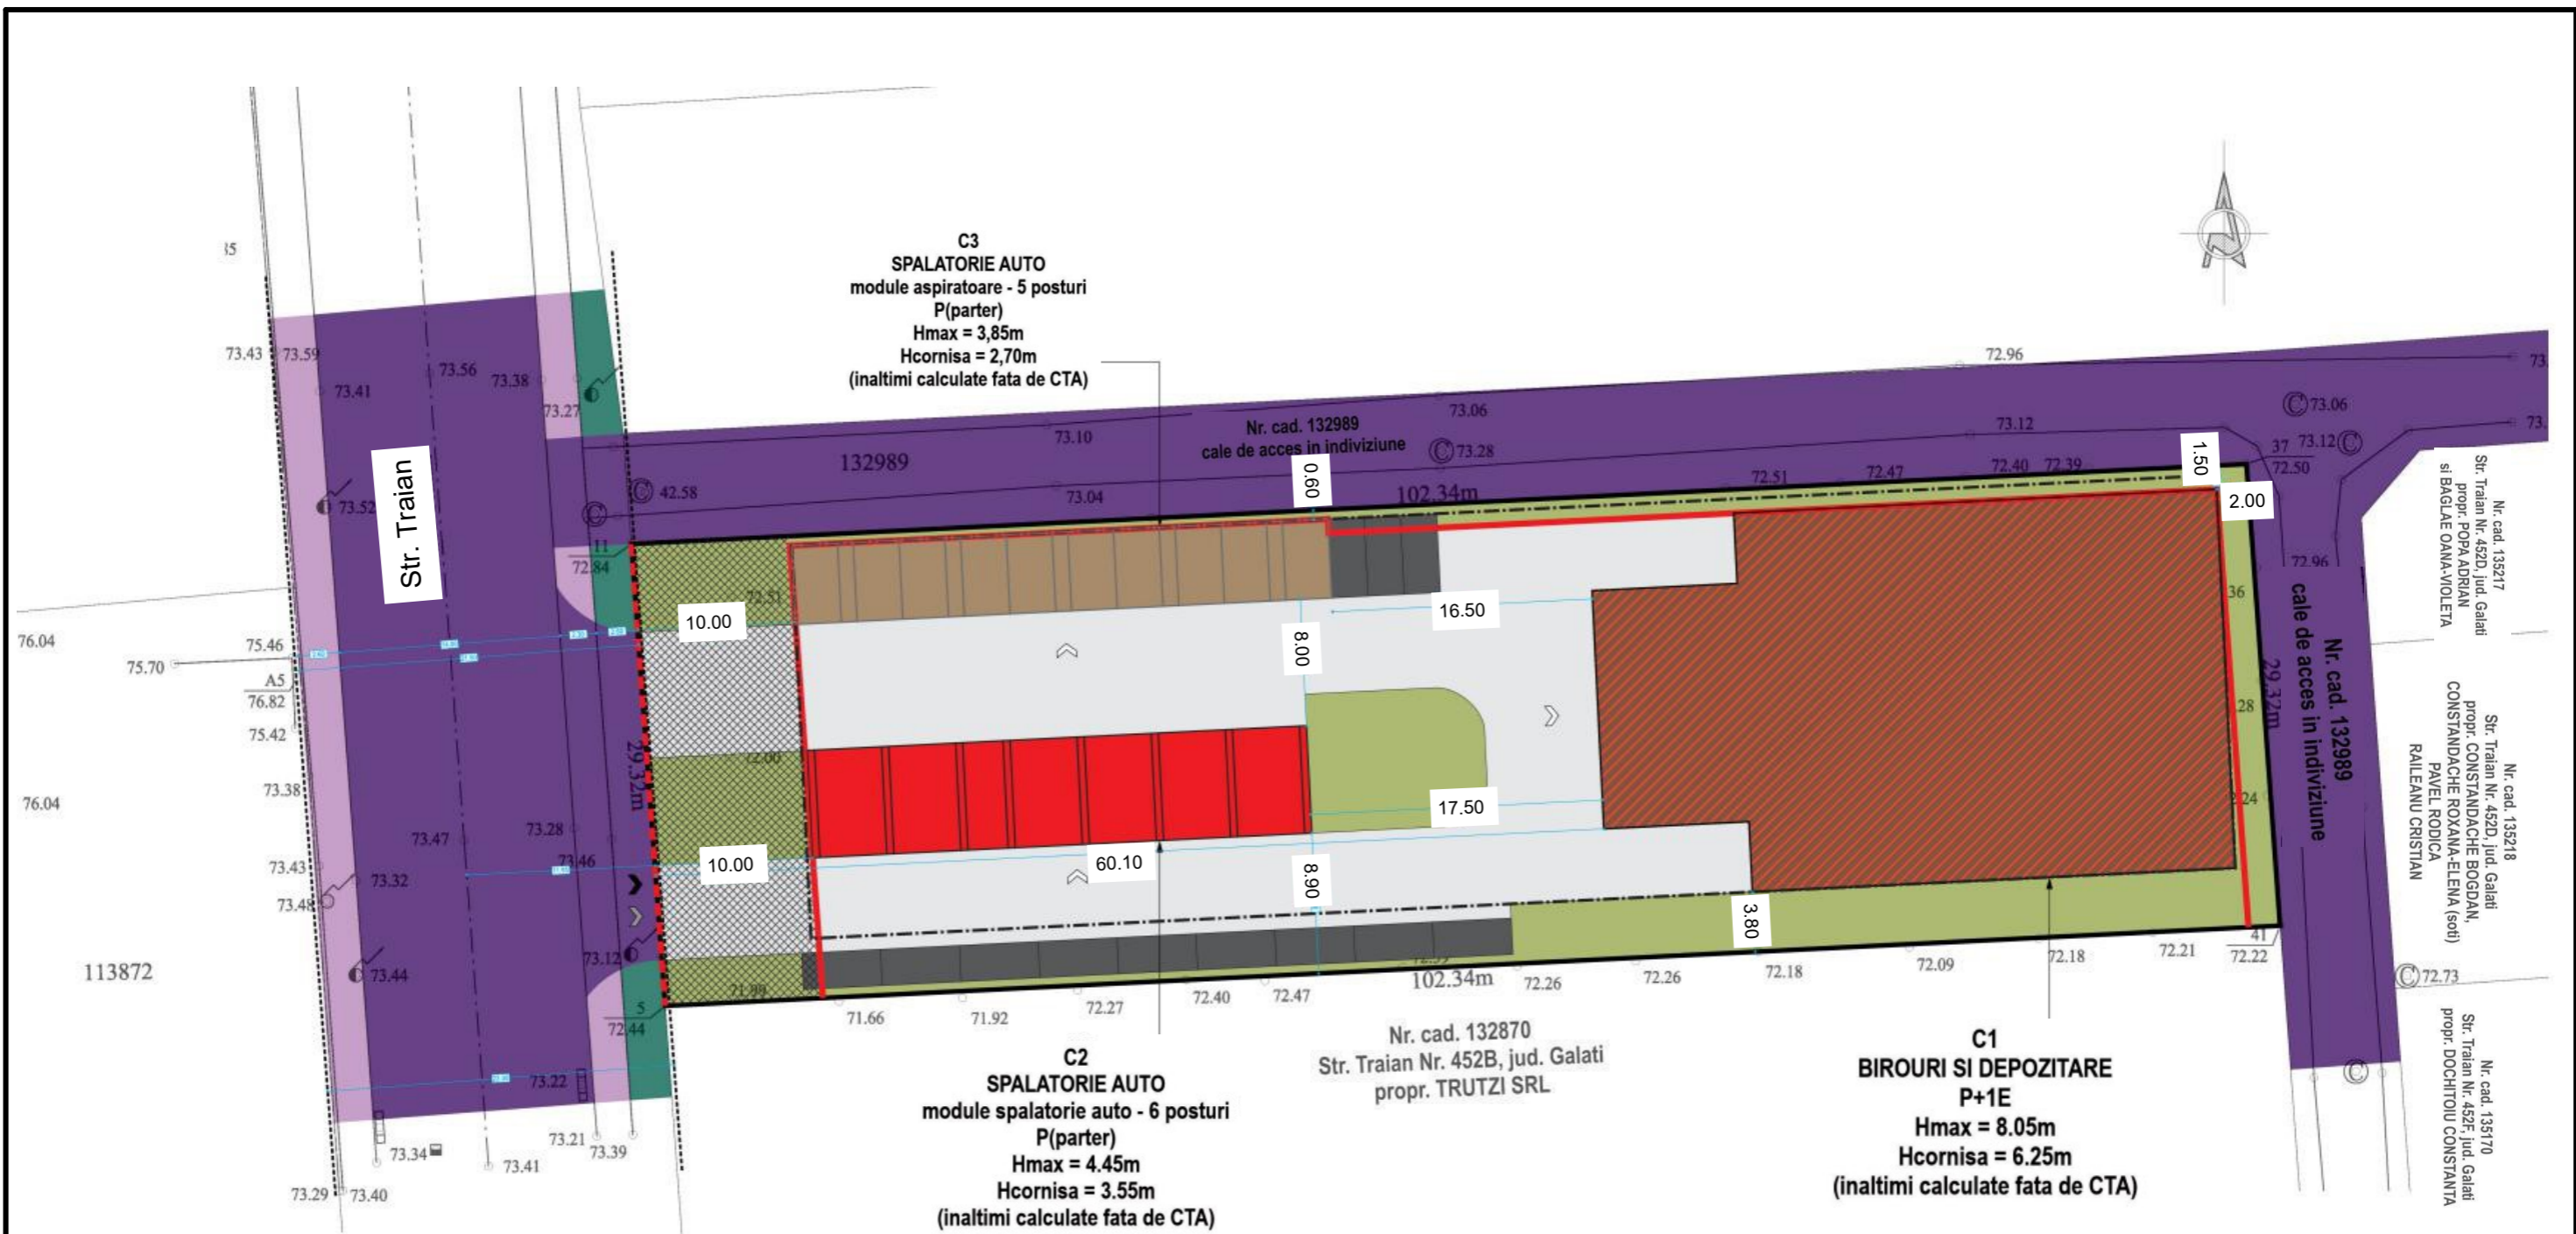 C3
SPALATORIE AUTO
module aspiratoare - 5 posturi
P(parter)
Hmax = 3,85m
Hcornisa = 2,70m
(inaltimi calculate fata de CTA)
73.43
73.59
73.41
73.56
73.38
73.27
73.52
Str. Traian
42.58
132989
73.10
73.04
Nr. cad. 132989
cale de acces in indiviziune
73.06
73.28
102.34m
72.96
73.12
73.06
37
73.12
72.50
72.51
72.47
72.40
72.39
1.50
2.00
0.60
11
72.84
72.51
10.00
16.50
8.00
72.96
76.04
75.70
75.46
A5
76.82
75.42
73.38
76.04
29.32m
72.00
73.47
73.28
73.46
73.43
73.32
73.48
10.00
60.10
17.50
8.90
3.80
29.32m
Nr. cad. 132989
cale de acces in indiviziune
Nr. cad. 135217
Str. Traian Nr. 452D, jud. Galati
propr. POPA ADRIAN
si BAGLAE OANA-VIOLETA
Nr. cad. 135218
Str. Traian Nr. 452D, jud. Galati
propr. CONSTANDACHE BOGDAN,
CONSTANDACHE ROXANA-ELENA (soti)
PAVEL RODICA
RAILEANU CRISTIAN
113872
73.44
73.12
71.99
5
72.44
71.66
71.92
72.27
72.40
72.47
102.34m
72.26
72.26
72.18
72.09
72.18
72.21
41
72.22
72.73
Nr. cad. 135170
Str. Traian Nr. 452F, jud. Galati
propr. DOCHITOIU CONSTANTA
Nr. cad. 132870
Str. Traian Nr. 452B, jud. Galati
propr. TRUTZI SRL
C2
SPALATORIE AUTO
module spalatorie auto - 6 posturi
P(parter)
Hmax = 4.45m
Hcornisa = 3.55m
(inaltimi calculate fata de CTA)
C1
BIROURI SI DEPOZITARE
P+1E
Hmax = 8.05m
Hcornisa = 6.25m
(inaltimi calculate fata de CTA)
73.22
73.21
73.39
73.34
73.41
73.29
73.40